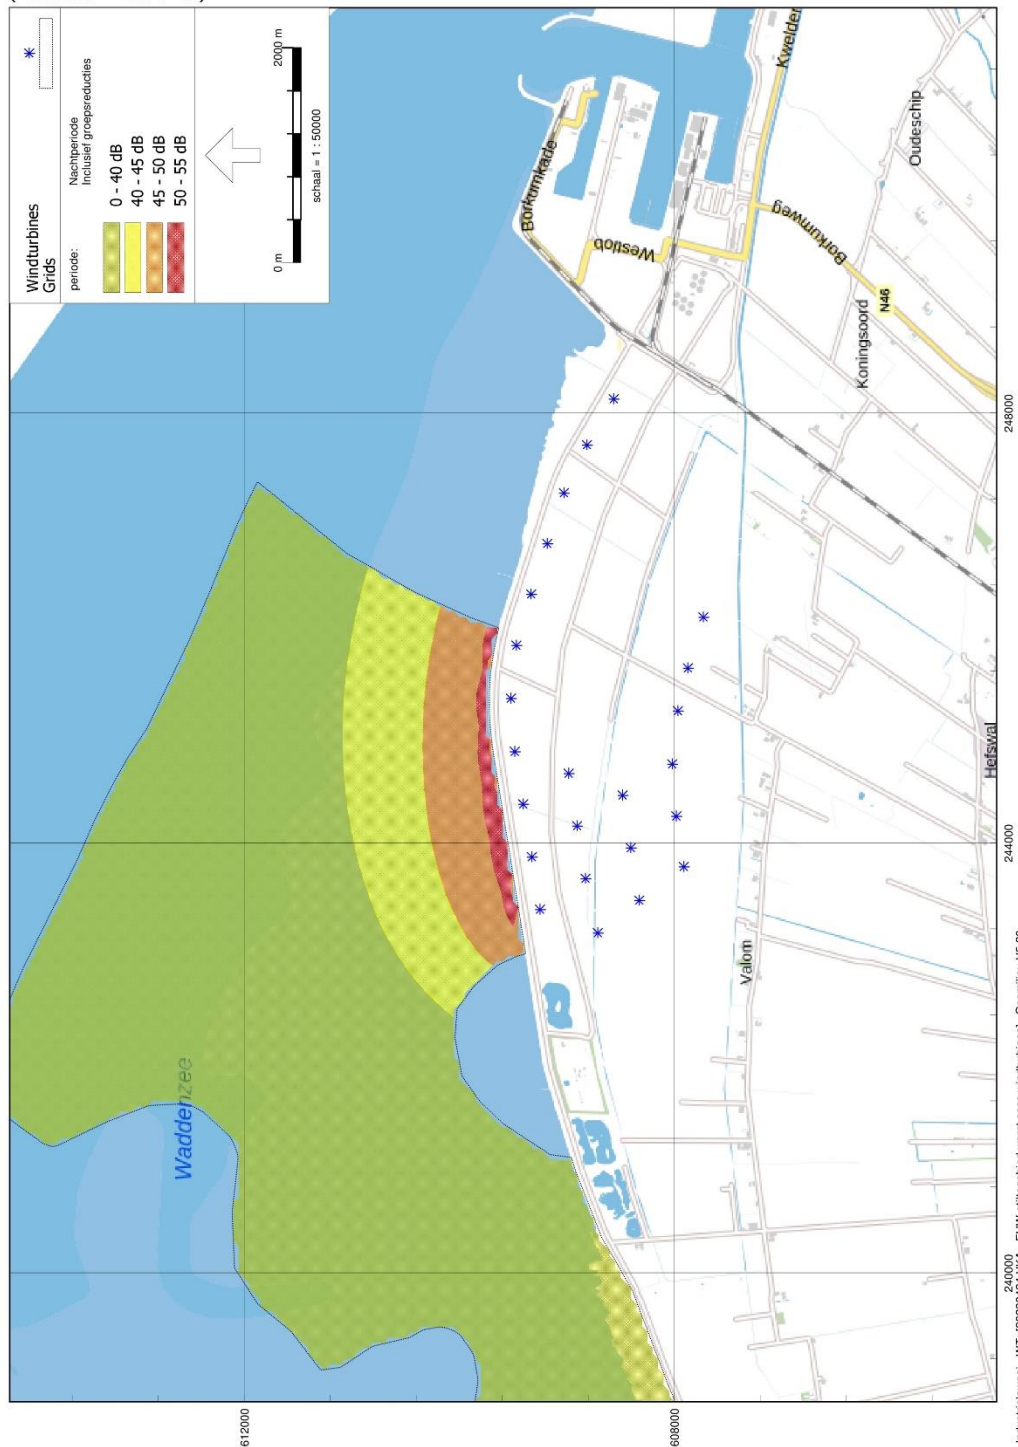 Windturbines
Grids
periode:
Nachtperiode
Inclusief groepsreducties
0 - 40 dB
40 - 45 dB
45 - 50 dB
50 - 55 dB
0 m
2000 m
schaal = 1 : 50000
Waddenzee
Borkumkade
Westlob
Kwelder
Borkumweg
Oudeschip
N46
Koningsoord
Hefswal
Valom
612000
608000
240000
244000
248000